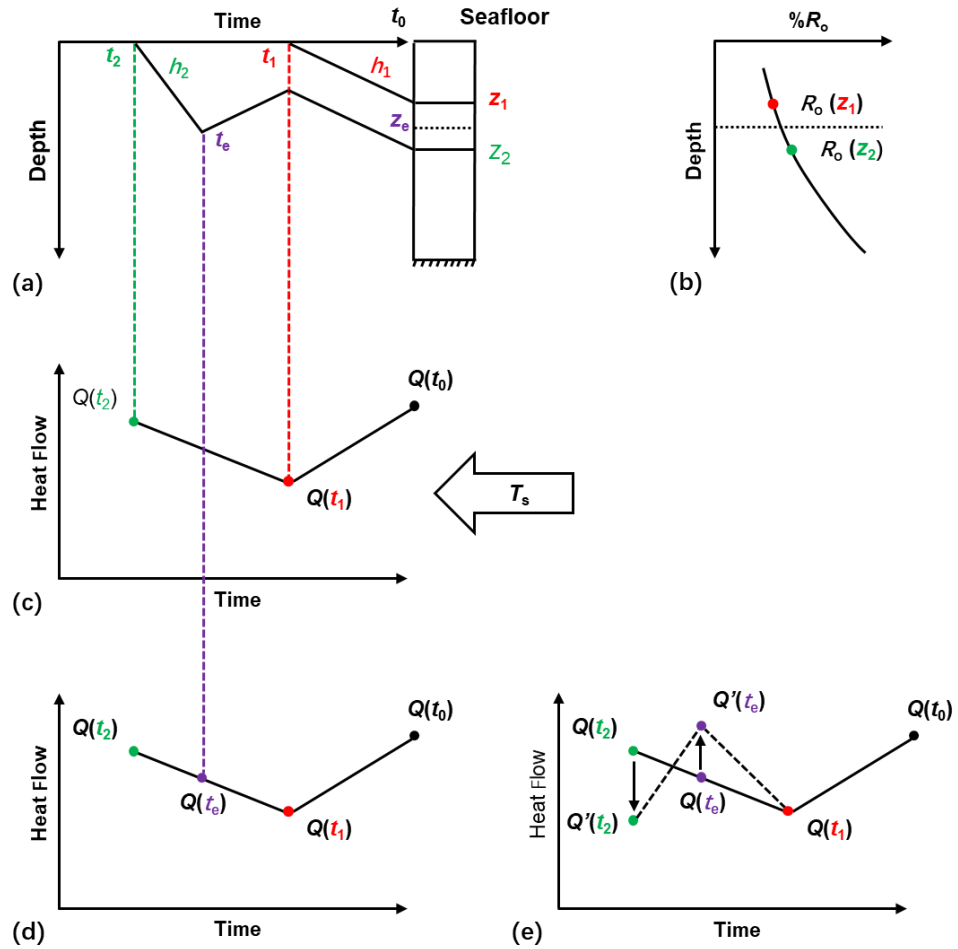 Time
t₀
Seafloor
t₂
h₂
t₁
h₁
z₁
zₑ
tₑ
Z₂
Depth
(a)
%Rₒ
Rₒ (z₁)
Rₒ (z₂)
Depth
(b)
Q(t₂)
Q(t₀)
Q(t₁)
Heat Flow
Tₛ
Time
(c)
Q(t₂)
Q(t₀)
Q(tₑ)
Q(t₁)
Heat Flow
Time
(d)
Q’(tₑ)
Q(t₂)
Q(t₀)
Q’(t₂)
Q(tₑ)
Q(t₁)
Heat Flow
Time
(e)